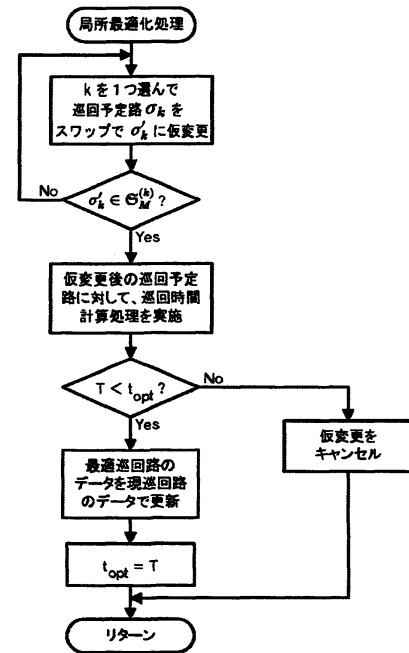 局所最適化処理
kを1つ選んで
巡回予定路σkを
スワップで σ′kに仮変更
No
σ′k ∈ 𝔖M(k) ?
Yes
仮変更後の巡回予定
路に対して、巡回時間
計算処理を実施
T < topt ?
No
Yes
仮変更を
キャンセル
最適巡回路の
データを現巡回路
のデータで更新
topt = T
リターン